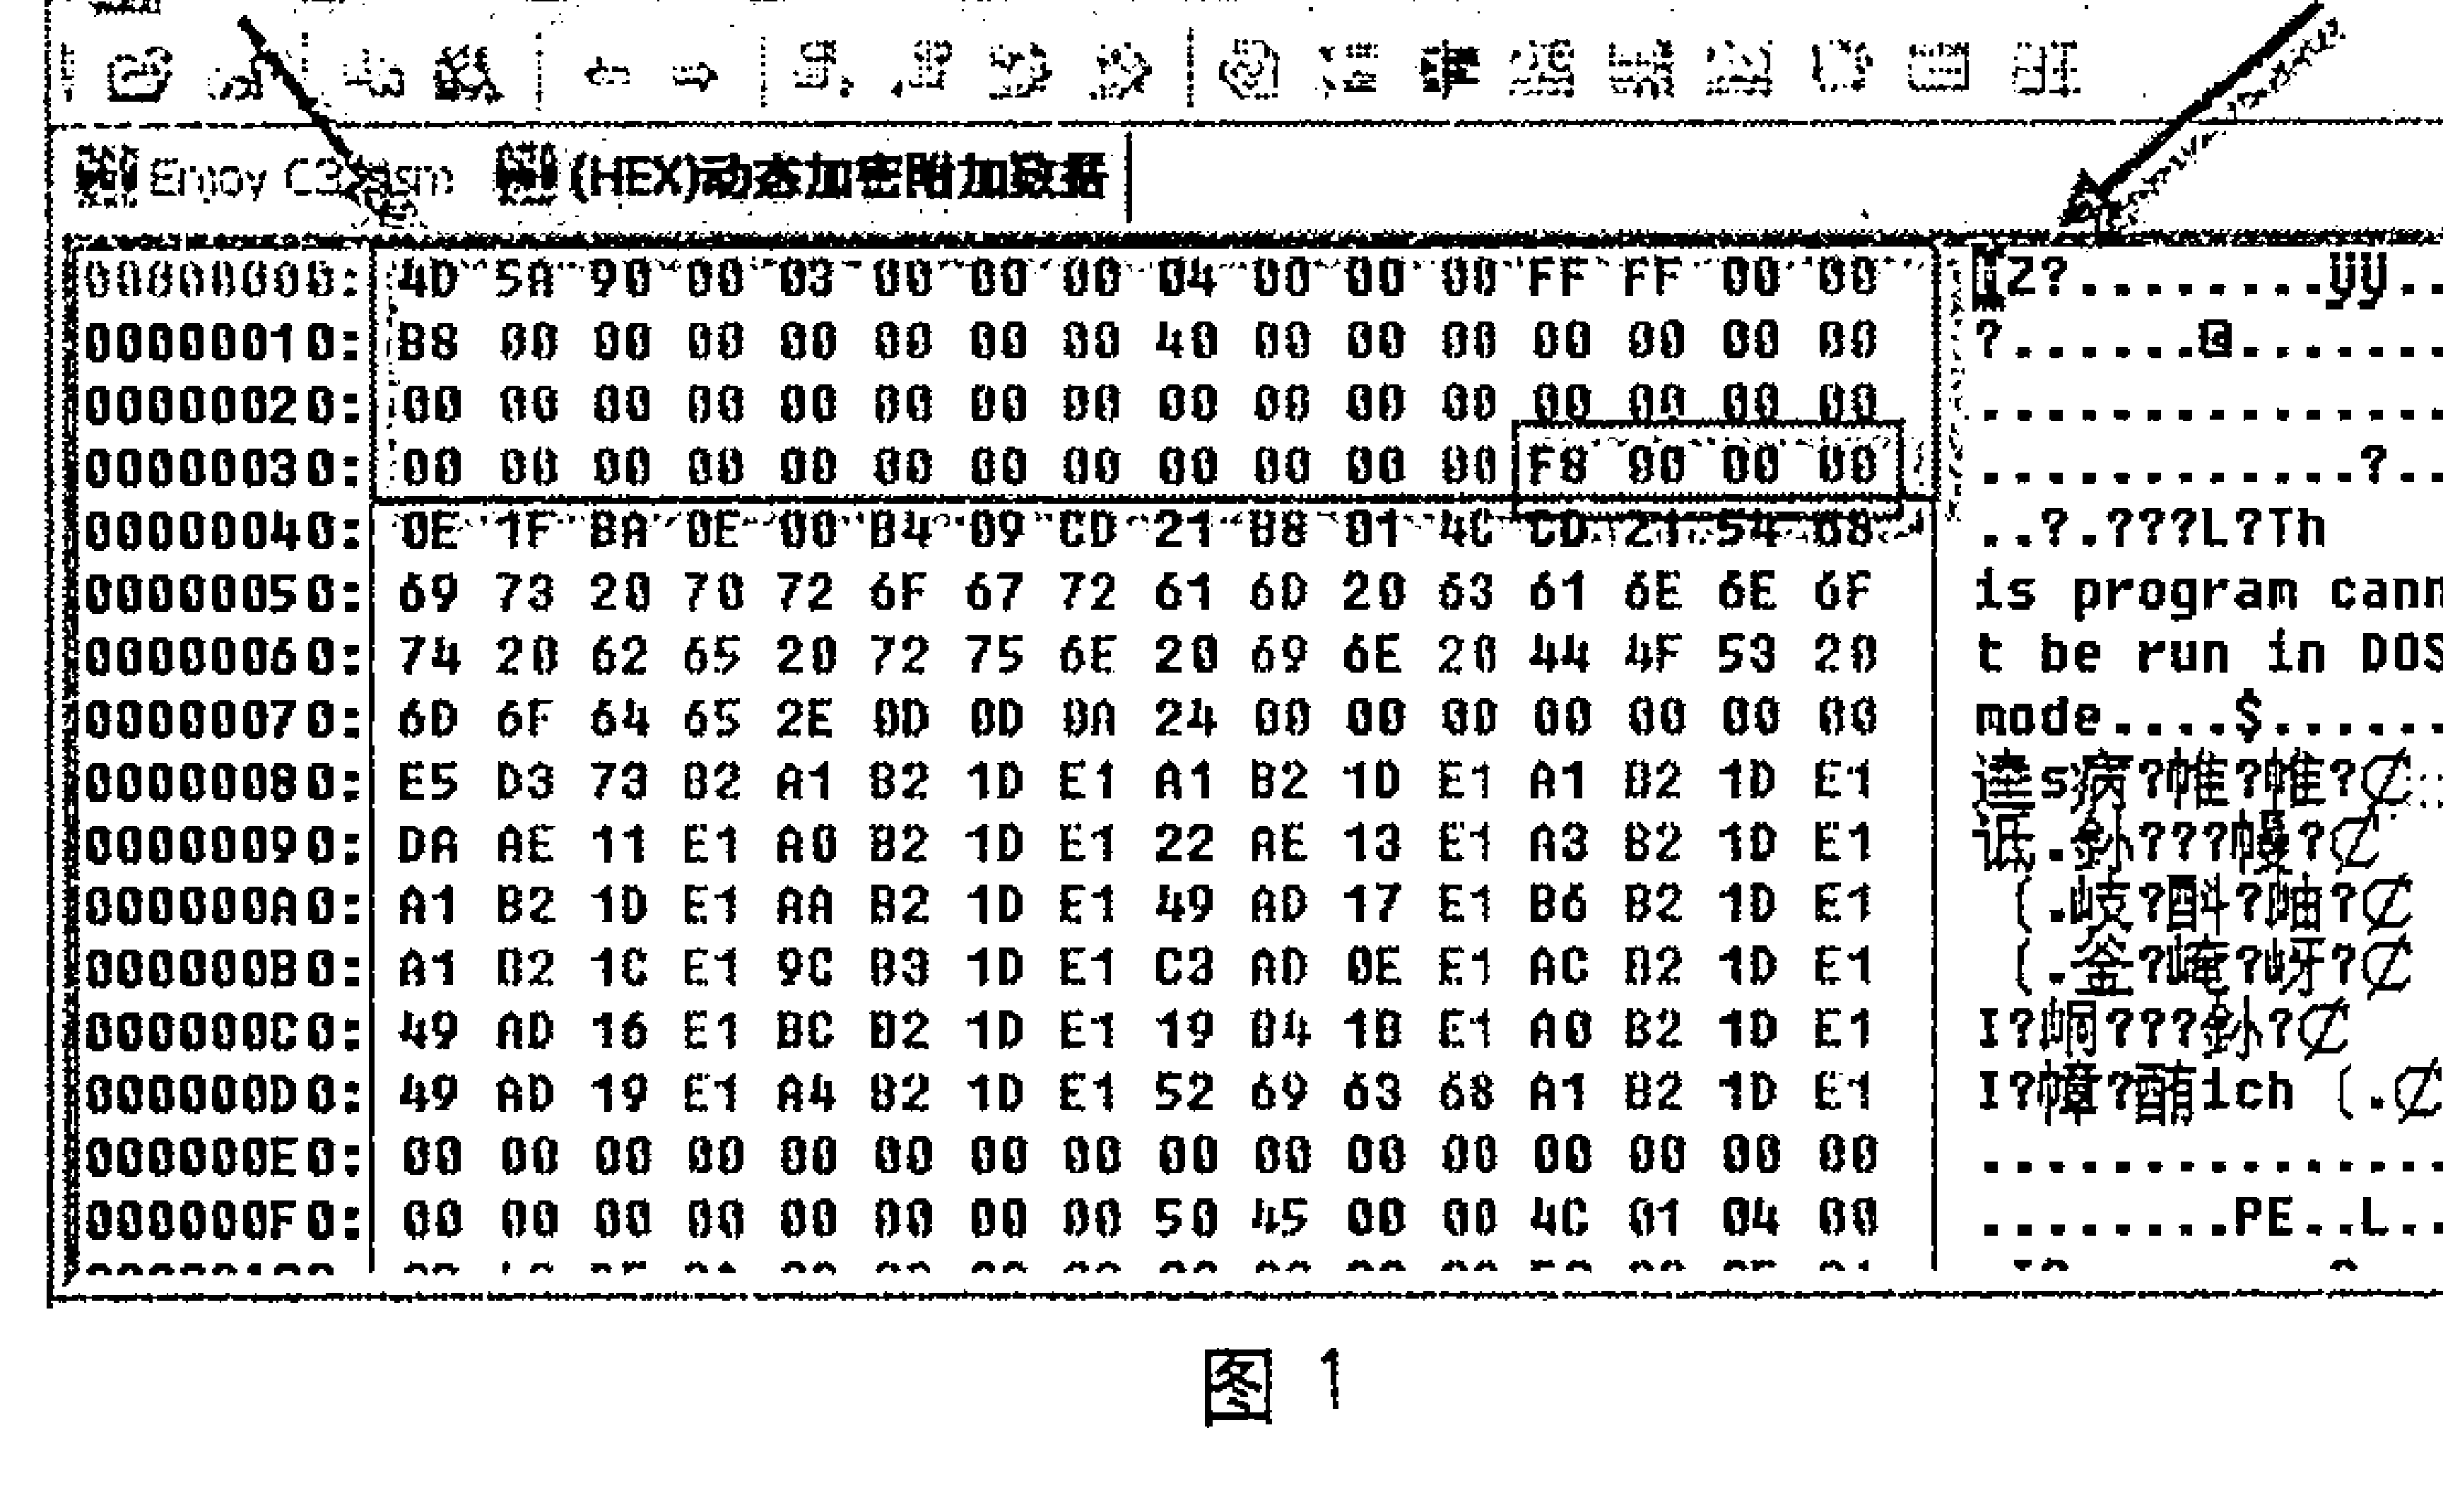 Enjoy C32asm (HEX)动态加密附加数据
00000000: 4D 5A 90 00 03 00 00 00 04 00 00 00 FF FF 00 00 MZ?.........ÿÿ..
00000010: B8 00 00 00 00 00 00 00 40 00 00 00 00 00 00 00 ?.......@.......
00000020: 00 00 00 00 00 00 00 00 00 00 00 00 00 00 00 00 ...............
00000030: 00 00 00 00 00 00 00 00 00 00 00 00 F8 00 00 00 ............?..
00000040: 0E 1F BA 0E 00 B4 09 CD 21 B8 01 4C CD 21 54 68 ..?.???L?Th
00000050: 69 73 20 70 72 6F 67 72 61 6D 20 63 61 6E 6E 6F is program cann
00000060: 74 20 62 65 20 72 75 6E 20 69 6E 20 44 4F 53 20 t be run in DOS
00000070: 6D 6F 64 65 2E 0D 0D 0A 24 00 00 00 00 00 00 00 mode....$......
00000080: E5 D3 73 B2 A1 B2 1D E1 A1 B2 1D E1 A1 B2 1D E1 s病?帷?帷?
00000090: DA AE 11 E1 A0 B2 1D E1 22 AE 13 E1 A3 B2 1D E1 诋.???幔?
000000A0: A1 B2 1D E1 AA B2 1D E1 49 AD 17 E1 B6 B2 1D E1 (.岐?酙?岫?
000000B0: A1 B2 1C E1 9C B3 1D E1 C3 AD 0E E1 AC B2 1D E1 (.釜?崦?岈?
000000C0: 49 AD 16 E1 BC B2 1D E1 19 B4 1B E1 A0 B2 1D E1 I?峒???
000000D0: 49 AD 19 E1 A4 B2 1D E1 52 69 63 68 A1 B2 1D E1 I?幛?ich (.
000000E0: 00 00 00 00 00 00 00 00 00 00 00 00 00 00 00 00 ...............
000000F0: 00 00 00 00 00 00 00 00 50 45 00 00 4C 01 04 00 ........PE..L..
图 1